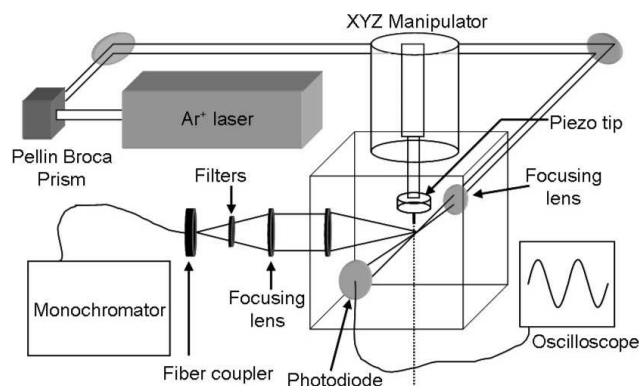 XYZ Manipulator
Ar⁺ laser
Pellin Broca
Prism
Piezo tip
Filters
Focusing
lens
Monochromator
Focusing
lens
Oscilloscope
Fiber coupler
Photodiode